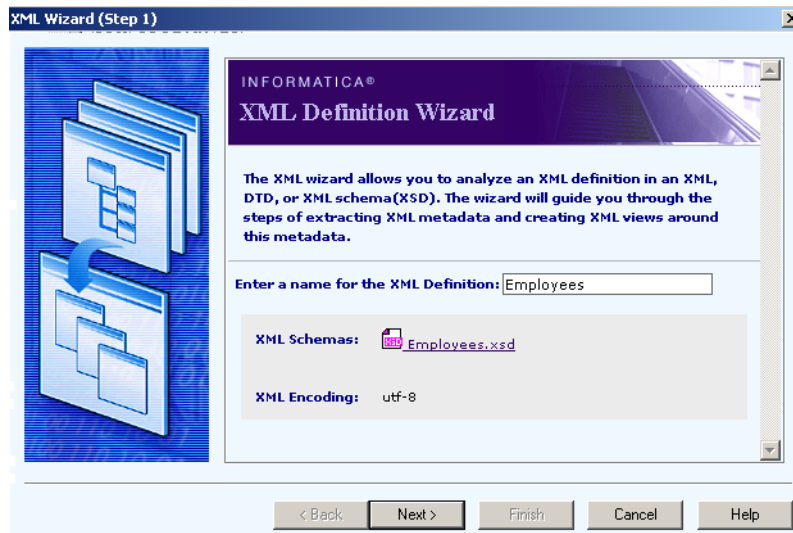 XML Wizard (Step 1)
INFORMATICA®
XML Definition Wizard
The XML wizard allows you to analyze an XML definition in an XML,
DTD, or XML schema(XSD). The wizard will guide you through the
steps of extracting XML metadata and creating XML views around
this metadata.
Enter a name for the XML Definition: Employees
XML Schemas: Employees.xsd
XML Encoding: utf-8
< Back Next > Finish Cancel Help